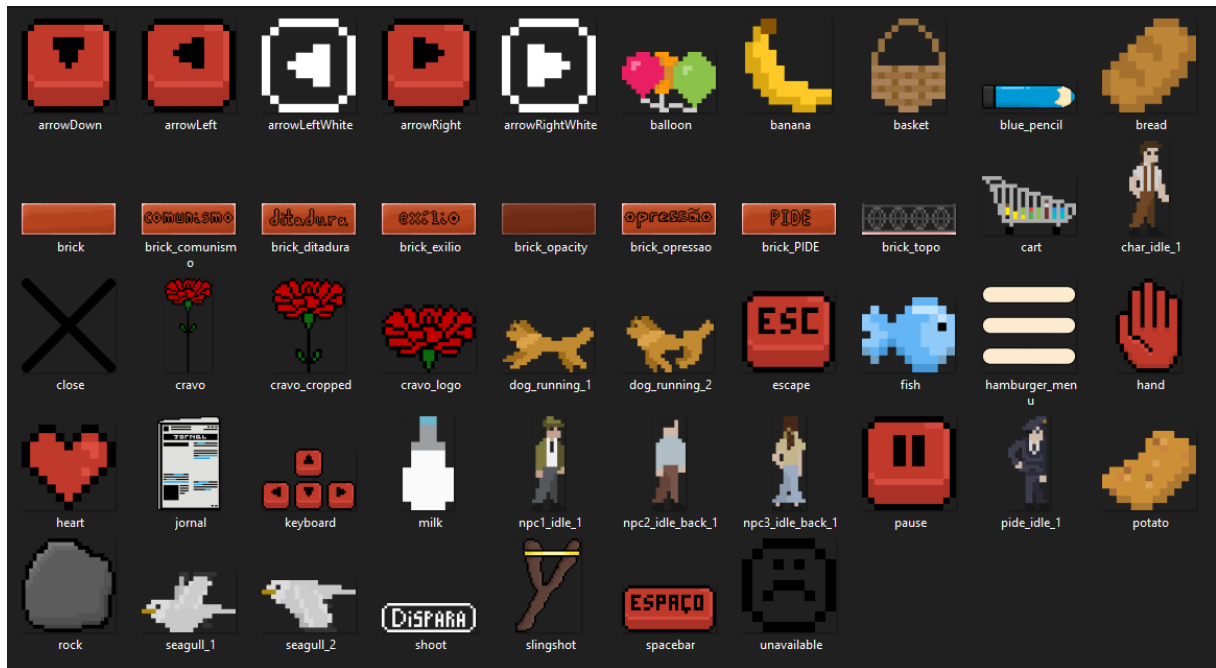 arrowDown arrowLeft arrowLeftWhite arrowRight arrowRightWhite balloon banana basket blue_pencil bread
comunismo ditadura exílio opressão PIDE
brick brick_comunism brick_ditadura brick_exilio brick_opacity brick_opressao brick_PIDE brick_topo cart char_idle_1
o
ESC
close cravo cravo_cropped cravo_logo dog_running_1 dog_running_2 escape fish hamburger_men hand
u
JORNAL
heart jornal keyboard milk npc1_idle_1 npc2_idle_back_1 npc3_idle_back_1 pause pide_idle_1 potato
DiSPARA ESPAÇO
rock seagull_1 seagull_2 shoot slingshot spacebar unavailable